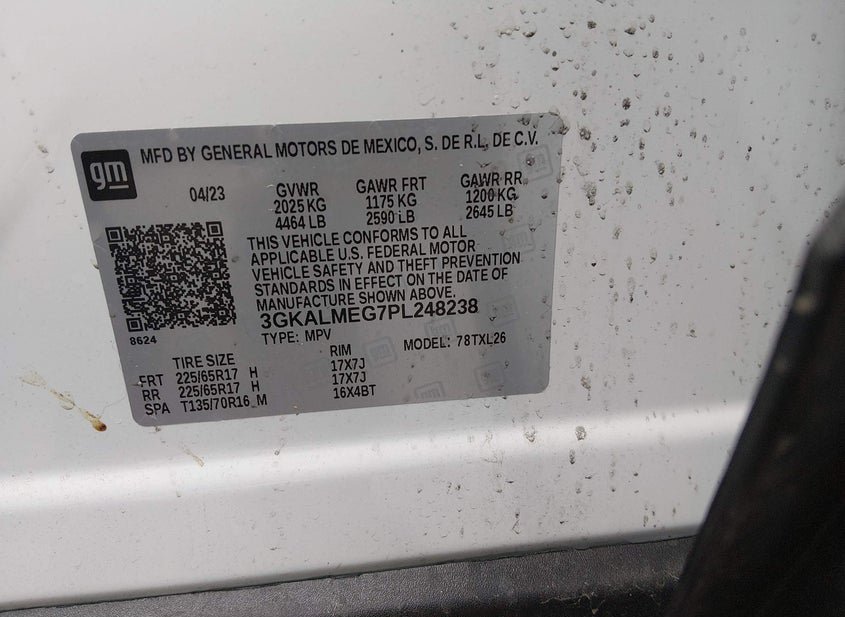 gm
MFD BY GENERAL MOTORS DE MEXICO, S. DE R.L. DE C.V.
04/23 GVWR GAWR FRT GAWR RR
2025 KG 1175 KG 1200 KG
4464 LB 2590 LB 2645 LB
THIS VEHICLE CONFORMS TO ALL
APPLICABLE U.S. FEDERAL MOTOR
VEHICLE SAFETY AND THEFT PREVENTION
STANDARDS IN EFFECT ON THE DATE OF
MANUFACTURE SHOWN ABOVE.
3GKALMEG7PL248238
8624 TYPE: MPV MODEL: 78TXL26
TIRE SIZE RIM
FRT 225/65R17 H 17X7J
RR 225/65R17 H 17X7J
SPA T135/70R16 M 16X4BT